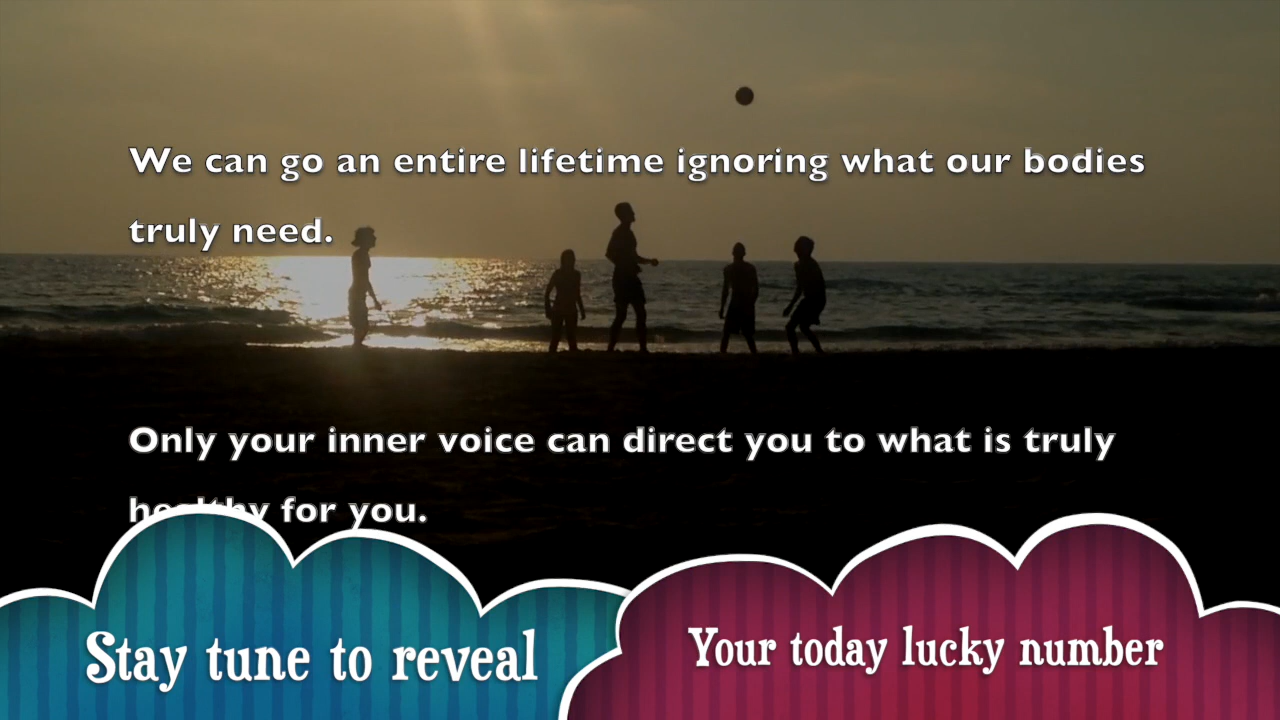 We can go an entire lifetime ignoring what our bodies
truly need.
Only your inner voice can direct you to what is truly
healthy for you.
Stay tune to reveal
Your today lucky number